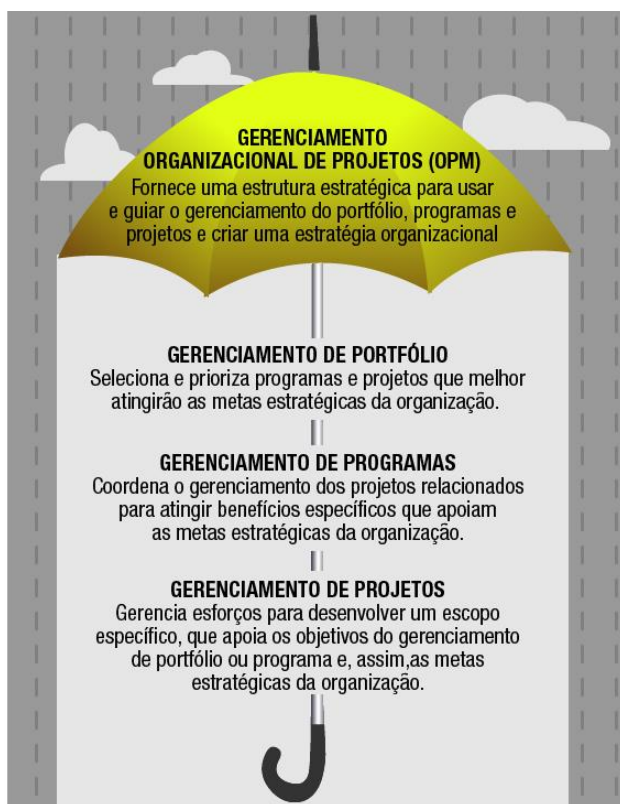 GERENCIAMENTO
ORGANIZACIONAL DE PROJETOS (OPM)
Fornece uma estrutura estratégica para usar
e guiar o gerenciamento do portfólio, programas e
projetos e criar uma estratégia organizacional
GERENCIAMENTO DE PORTFÓLIO
Seleciona e prioriza programas e projetos que melhor
atingirão as metas estratégicas da organização.
GERENCIAMENTO DE PROGRAMAS
Coordena o gerenciamento dos projetos relacionados
para atingir benefícios específicos que apoiam
as metas estratégicas da organização.
GERENCIAMENTO DE PROJETOS
Gerencia esforços para desenvolver um escopo
específico, que apoia os objetivos do gerenciamento
de portfólio ou programa e, assim,as metas
estratégicas da organização.